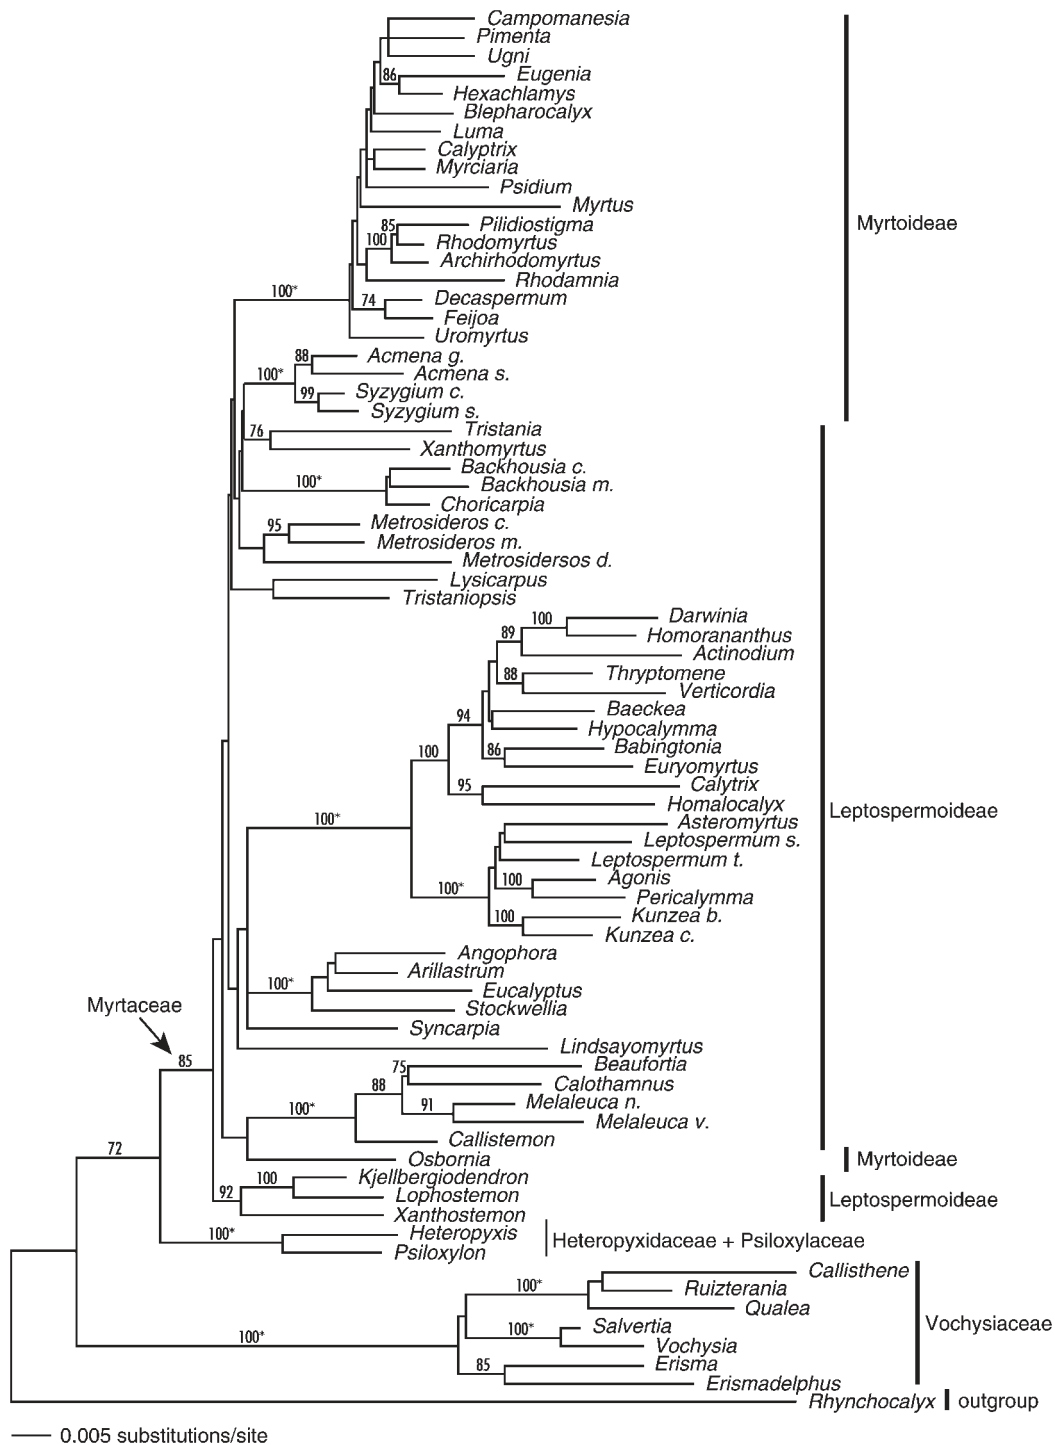 Campomanesia
Pimenta
Ugni
86 Eugenia
Hexachlamys
Blepharocalyx
Luma
Calyptrix
Myrciaria
Psidium
Myrtus
85 Pilidiostigma
Myrtoideae
100 Rhodomyrtus
Archirhodomyrtus
Rhodamnia
100*
74 Decaspermum
Feijoa
Uromyrtus
88 Acmena g.
100* Acmena s.
99 Syzygium c.
Syzygium s.
76 Tristania
Xanthomyrtus
Backhousia c.
100* Backhousia m.
Choricarpia
95 Metrosideros c.
Metrosideros m.
Metrosidersos d.
Lysicarpus
Tristaniopsis
100 Darwinia
89 Homorananthus
Actinodium
88 Thryptomene
Verticordia
94 Baeckea
Hypocalymma
86 Babingtonia
100 Euryomyrtus
95 Calytrix
Homalocalyx
Leptospermoideae
100* Asteromyrtus
Leptospermum s.
Leptospermum t.
100 Agonis
100* Pericalymma
100 Kunzea b.
Kunzea c.
Angophora
Arillastrum
100* Eucalyptus
Stockwellia
Myrtaceae
Syncarpia
Lindsayomyrtus
85
75 Beaufortia
88 Calothamnus
91 Melaleuca n.
100* Melaleuca v.
Callistemon
72 Osbornia
Myrtoideae
100 Kjellbergiodendron
92 Lophostemon
Leptospermoideae
Xanthostemon
100* Heteropyxis
Heteropyxidaceae + Psiloxylaceae
Psiloxylon
Callisthene
100* Ruizterania
Qualea
100* Salvertia
Vochysiaceae
100* Vochysia
85 Erisma
Erismadelphus
Rhynchocalyx outgroup
0.005 substitutions/site